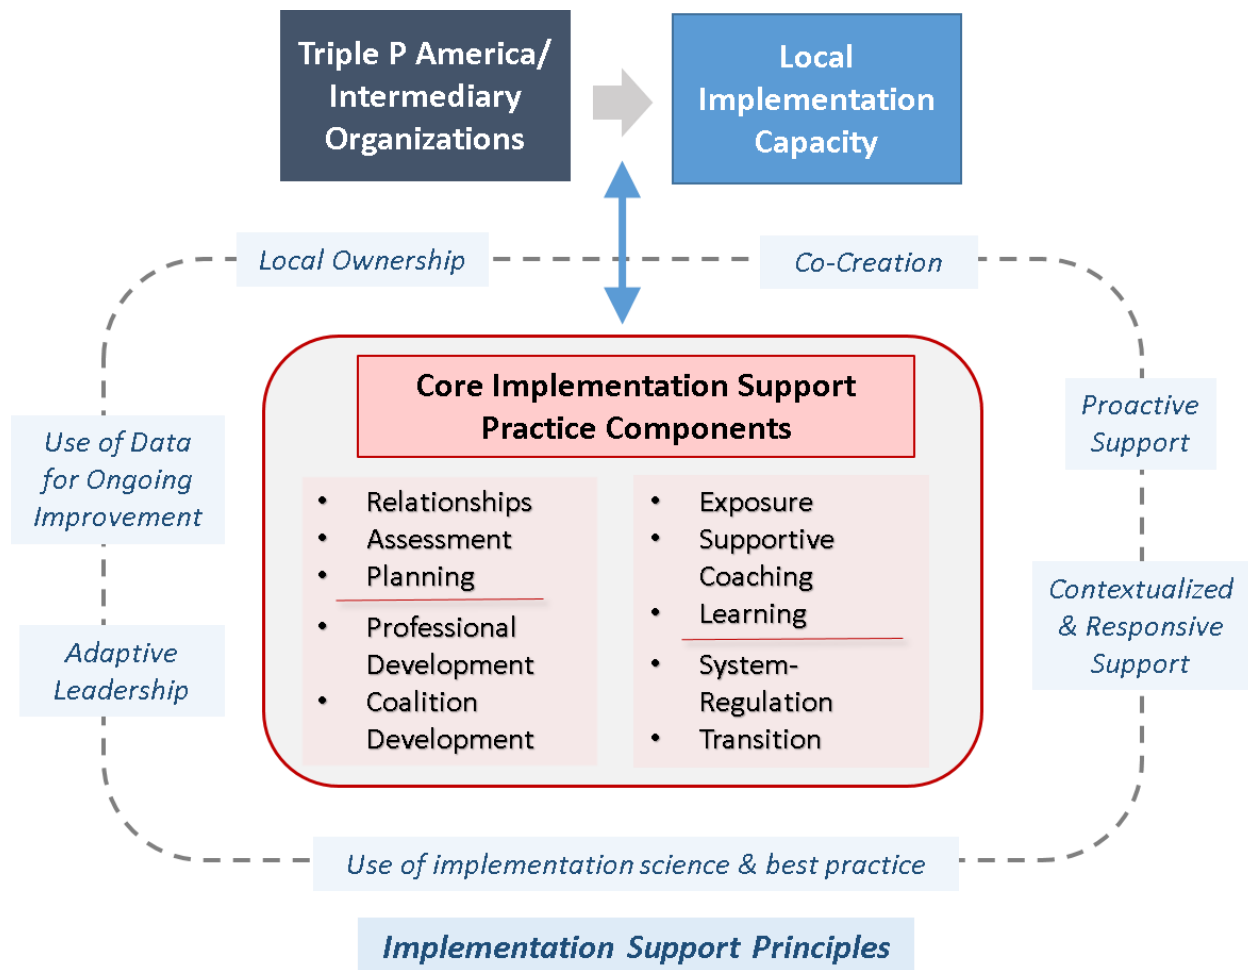 Triple P America/
Intermediary
Organizations
Local
Implementation
Capacity
Local Ownership
Co-Creation
Core Implementation Support
Practice Components
Use of Data
for Ongoing
Improvement
Adaptive
Leadership
• Relationships
• Assessment
• Planning
• Professional
Development
• Coalition
Development
• Exposure
• Supportive
Coaching
• Learning
• System-
Regulation
• Transition
Proactive
Support
Contextualized
& Responsive
Support
Use of implementation science & best practice
Implementation Support Principles